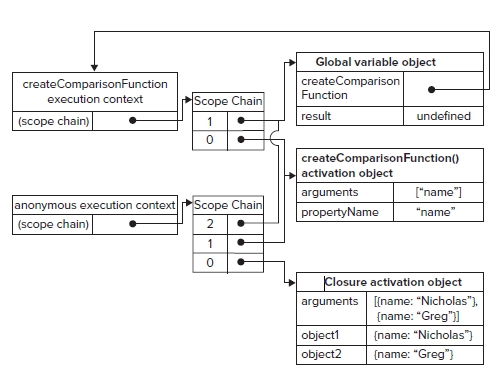 Global variable object
createComparison
Function
result undefined
createComparisonFunction
execution context
(scope chain)
Scope Chain
1
0
createComparisonFunction()
activation object
arguments ["name"]
propertyName "name"
anonymous execution context
(scope chain)
Scope Chain
2
1
0
Closure activation object
arguments [{name: "Nicholas"},
{name: "Greg"}]
object1 {name: "Nicholas"}
object2 {name: "Greg"}